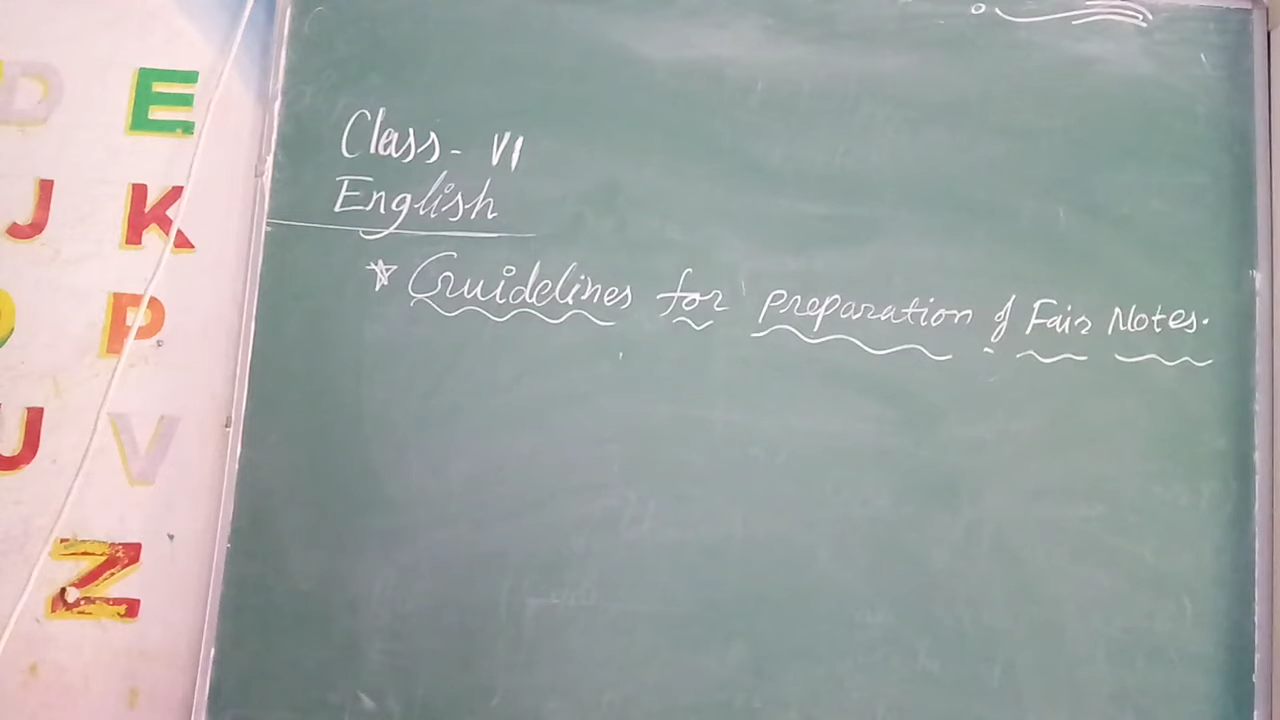 D E
J K
P
U V
Z
Class - VI
English
* Guidelines for preparation of Fair Notes.